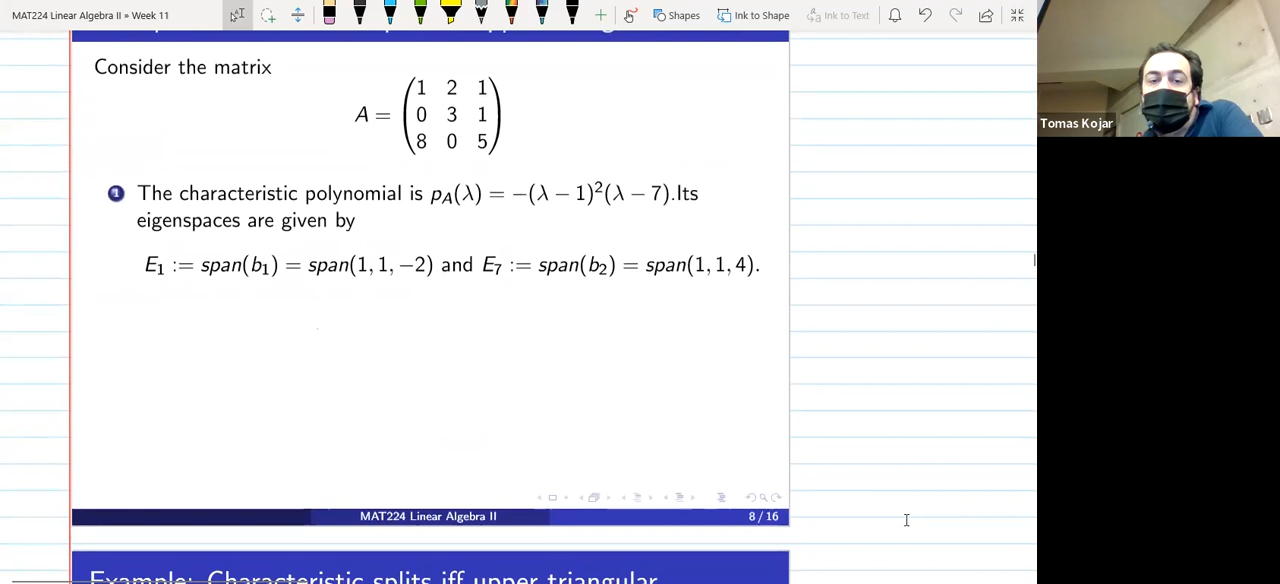 MAT224 Linear Algebra II » Week 11
Shapes
Ink to Shape
Ink to Text
Consider the matrix
A = (1 2 1
0 3 1
8 0 5)
1 The characteristic polynomial is p_A(λ) = −(λ − 1)²(λ − 7).Its
eigenspaces are given by
E₁ := span(b₁) = span(1, 1, −2) and E₇ := span(b₂) = span(1, 1, 4).
MAT224 Linear Algebra II
8 / 16
Example: Characteristic splits iff upper triangular
Tomas Kojar